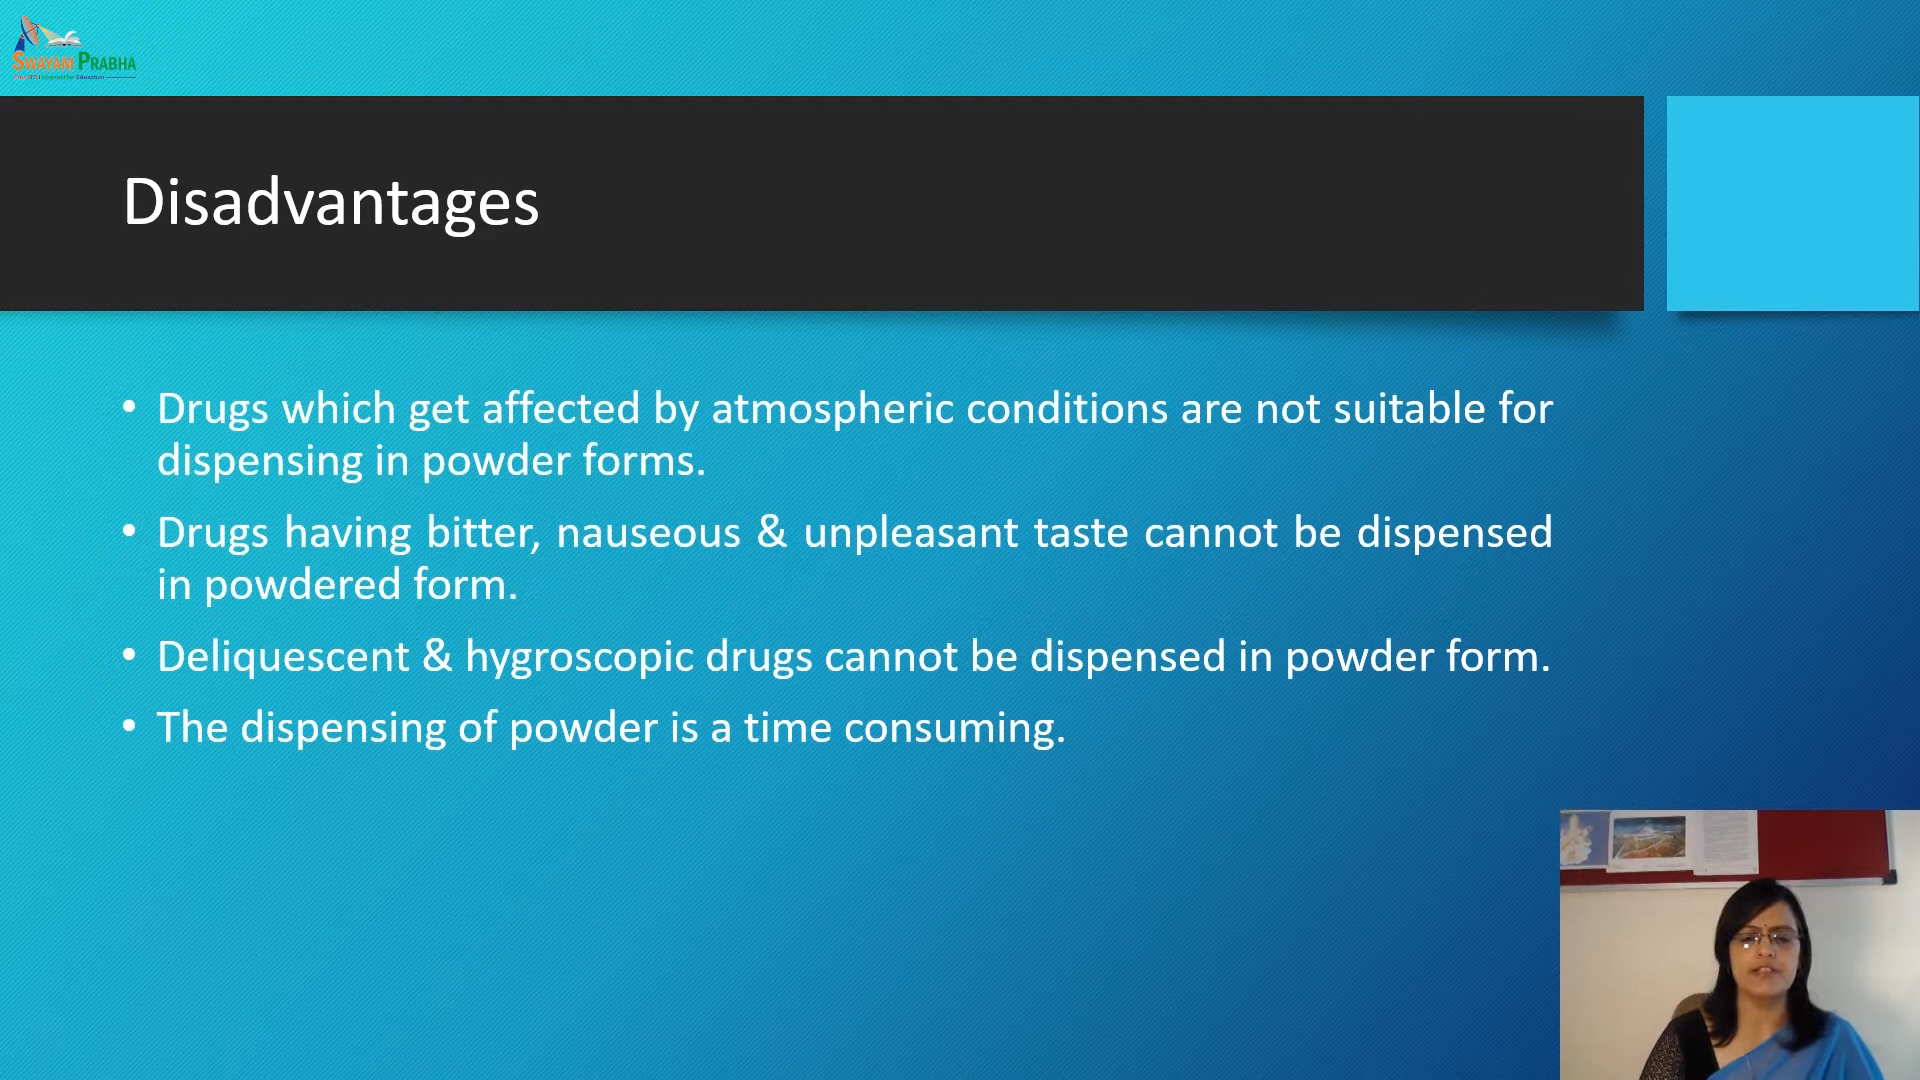 SWAYAM PRABHA
Disadvantages
• Drugs which get affected by atmospheric conditions are not suitable for
dispensing in powder forms.
• Drugs having bitter, nauseous & unpleasant taste cannot be dispensed
in powdered form.
• Deliquescent & hygroscopic drugs cannot be dispensed in powder form.
• The dispensing of powder is a time consuming.